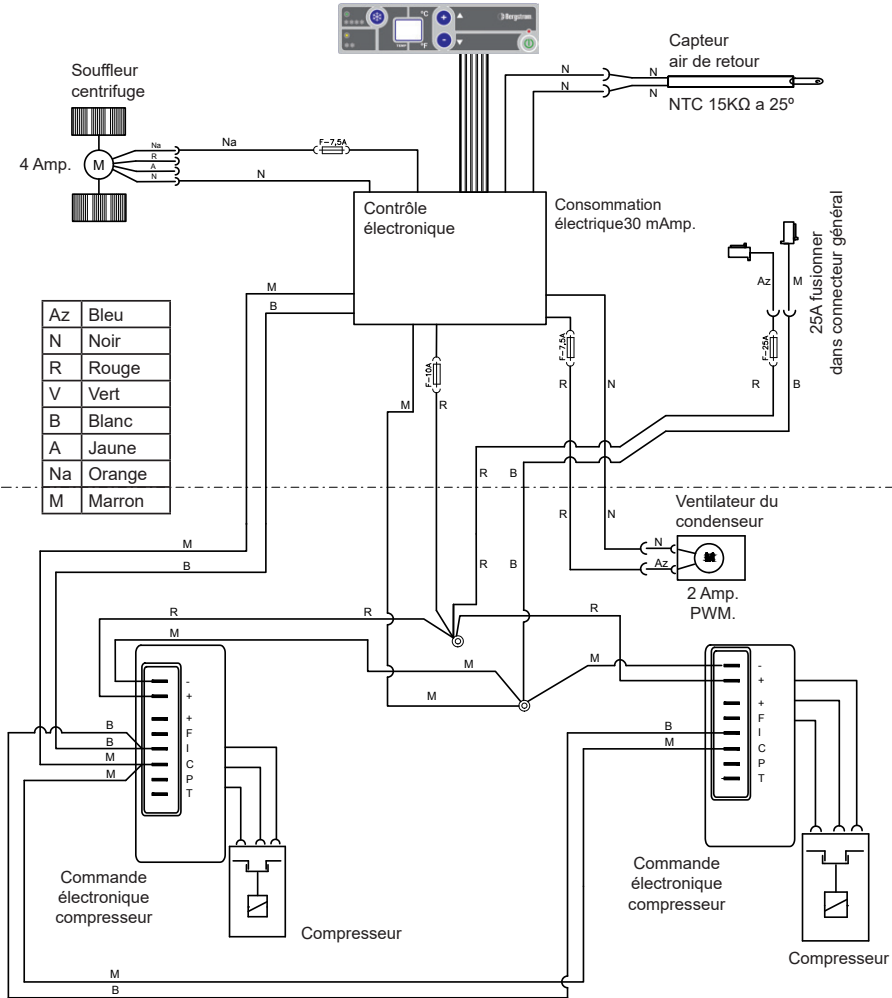 °C
Bergstrom
TEMP
°F
Capteur
air de retour
NTC 15KΩ a 25º
N
N
N
N
Souffleur
centrifuge
4 Amp.
M
Na
R
A
N
Na
F-7,5A
N
Contrôle
électronique
Consommation
électrique30 mAmp.
25A fusionner
dans connecteur général
Az
M
F-25A
R
B
M
B
F-10A
M
R
F-7,5A
R
N
Az Bleu
N Noir
R Rouge
V Vert
B Blanc
A Jaune
Na Orange
M Marron
R
B
R
N
Ventilateur du
condenseur
N
Az
M
2 Amp.
PWM.
M
B
R
B
R
R
R
M
M
M
M
-
+
+
F
I
C
P
T
B
B
M
M
-
+
+
F
I
C
P
T
B
M
Commande
électronique
compresseur
Compresseur
Commande
électronique
compresseur
Compresseur
M
B